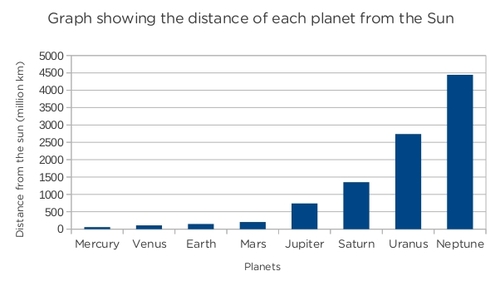 Graph showing the distance of each planet from the Sun
Distance from the sun (million km)
5000
4500
4000
3500
3000
2500
2000
1500
1000
500
0
Mercury Venus Earth Mars Jupiter Saturn Uranus Neptune
Planets